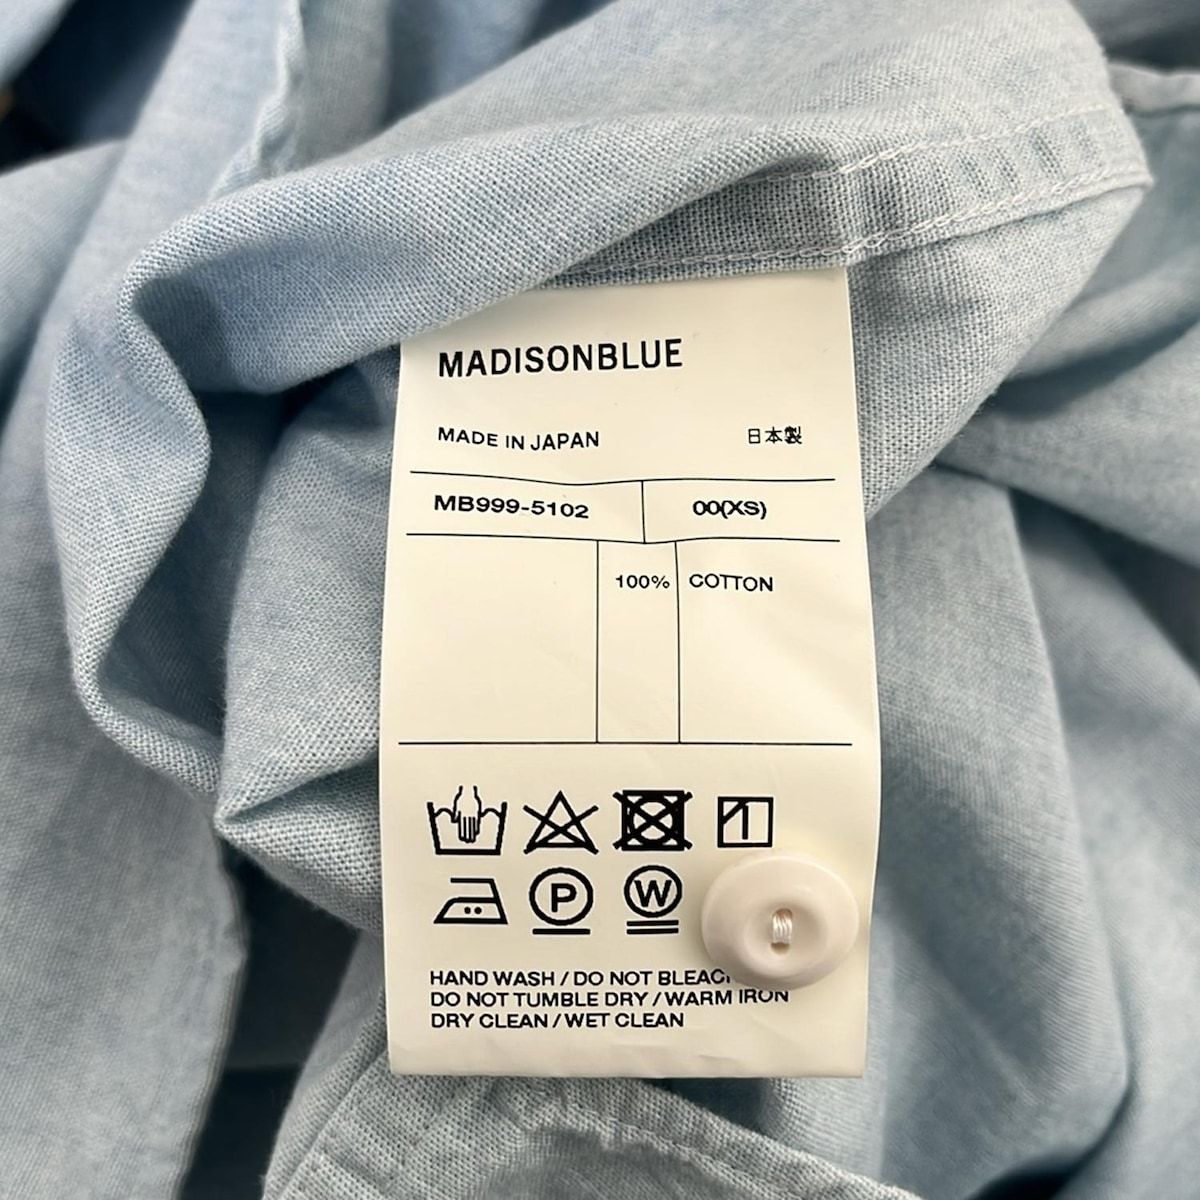 MADISONBLUE
MADE IN JAPAN 日本製
MB999-5102 00(XS)
100% COTTON
P W
HAND WASH / DO NOT
DO NOT TUMBLE DRY / WARM IRON
DRY CLEAN / WET CLEAN